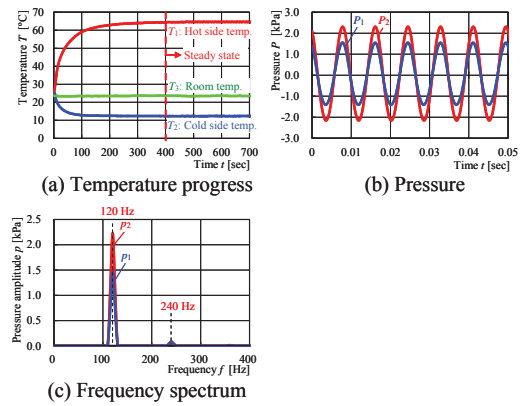 Temperature T [°C]
70
60
50
40
30
20
10
0
T1: Hot side temp.
Steady state
T3: Room temp.
T2: Cold side temp.
0 100 200 300 400 500 600 700
Time t [sec]
(a) Temperature progress
Pressure P [kPa]
3.0
2.0
1.0
0.0
-1.0
-2.0
-3.0
P1 P2
0 0.01 0.02 0.03 0.04 0.05
Time t [sec]
(b) Pressure
Pressure amplitude p [kPa]
2.5
2.0
1.5
1.0
0.5
0.0
120 Hz
p2
p1
240 Hz
0 100 200 300 400
Frequency f [Hz]
(c) Frequency spectrum